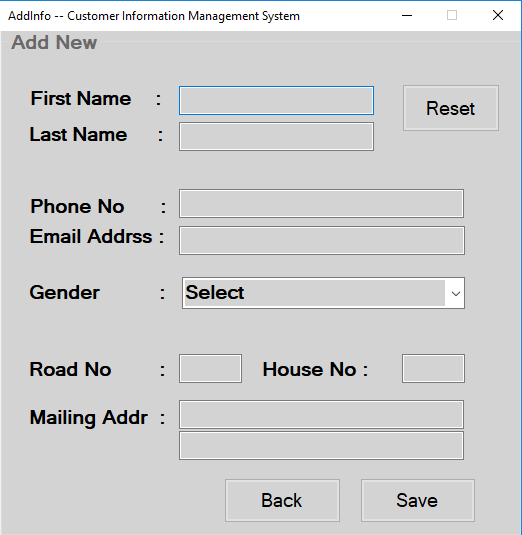 AddInfo -- Customer Information Management System
Add New
First Name :
Reset
Last Name :
Phone No :
Email Addrss :
Gender : Select
Road No : House No :
Mailing Addr :
Back Save